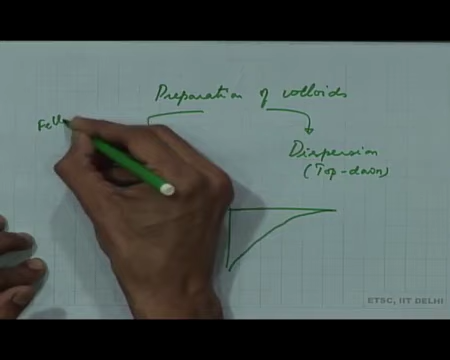 Preparation of colloids
Dispersion
(Top-down)
ETSC, IIT DELHI